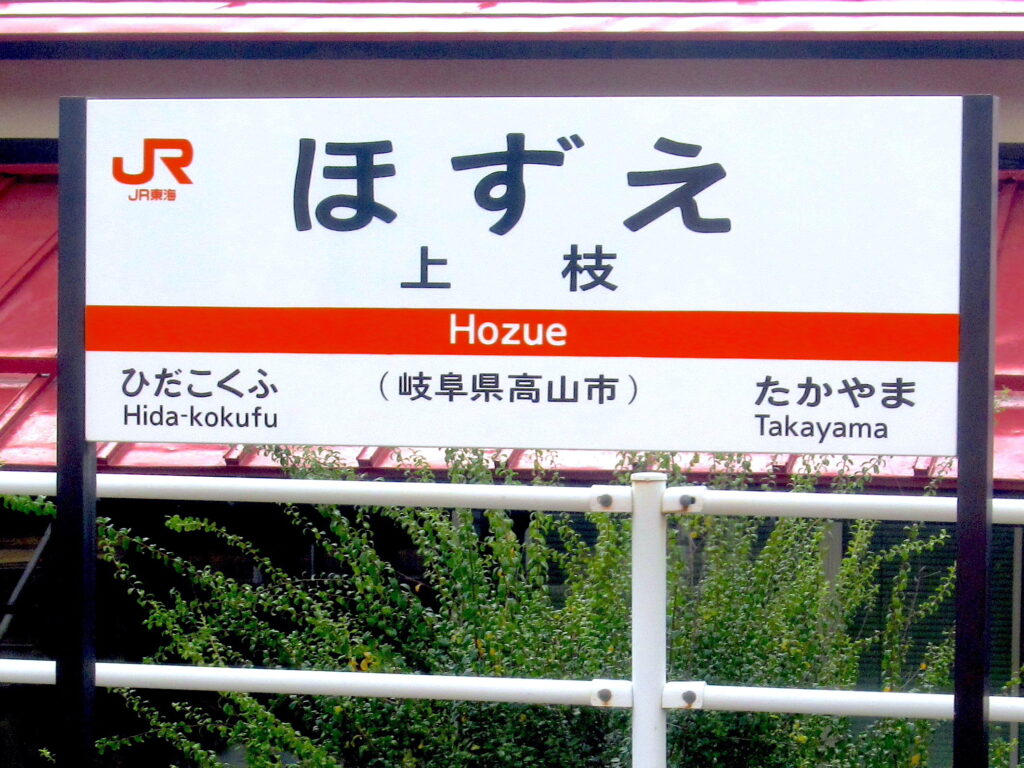 JR
JR東海
ほずえ
上枝
Hozue
ひだこくふ
Hida-kokufu
(岐阜県高山市)
たかやま
Takayama